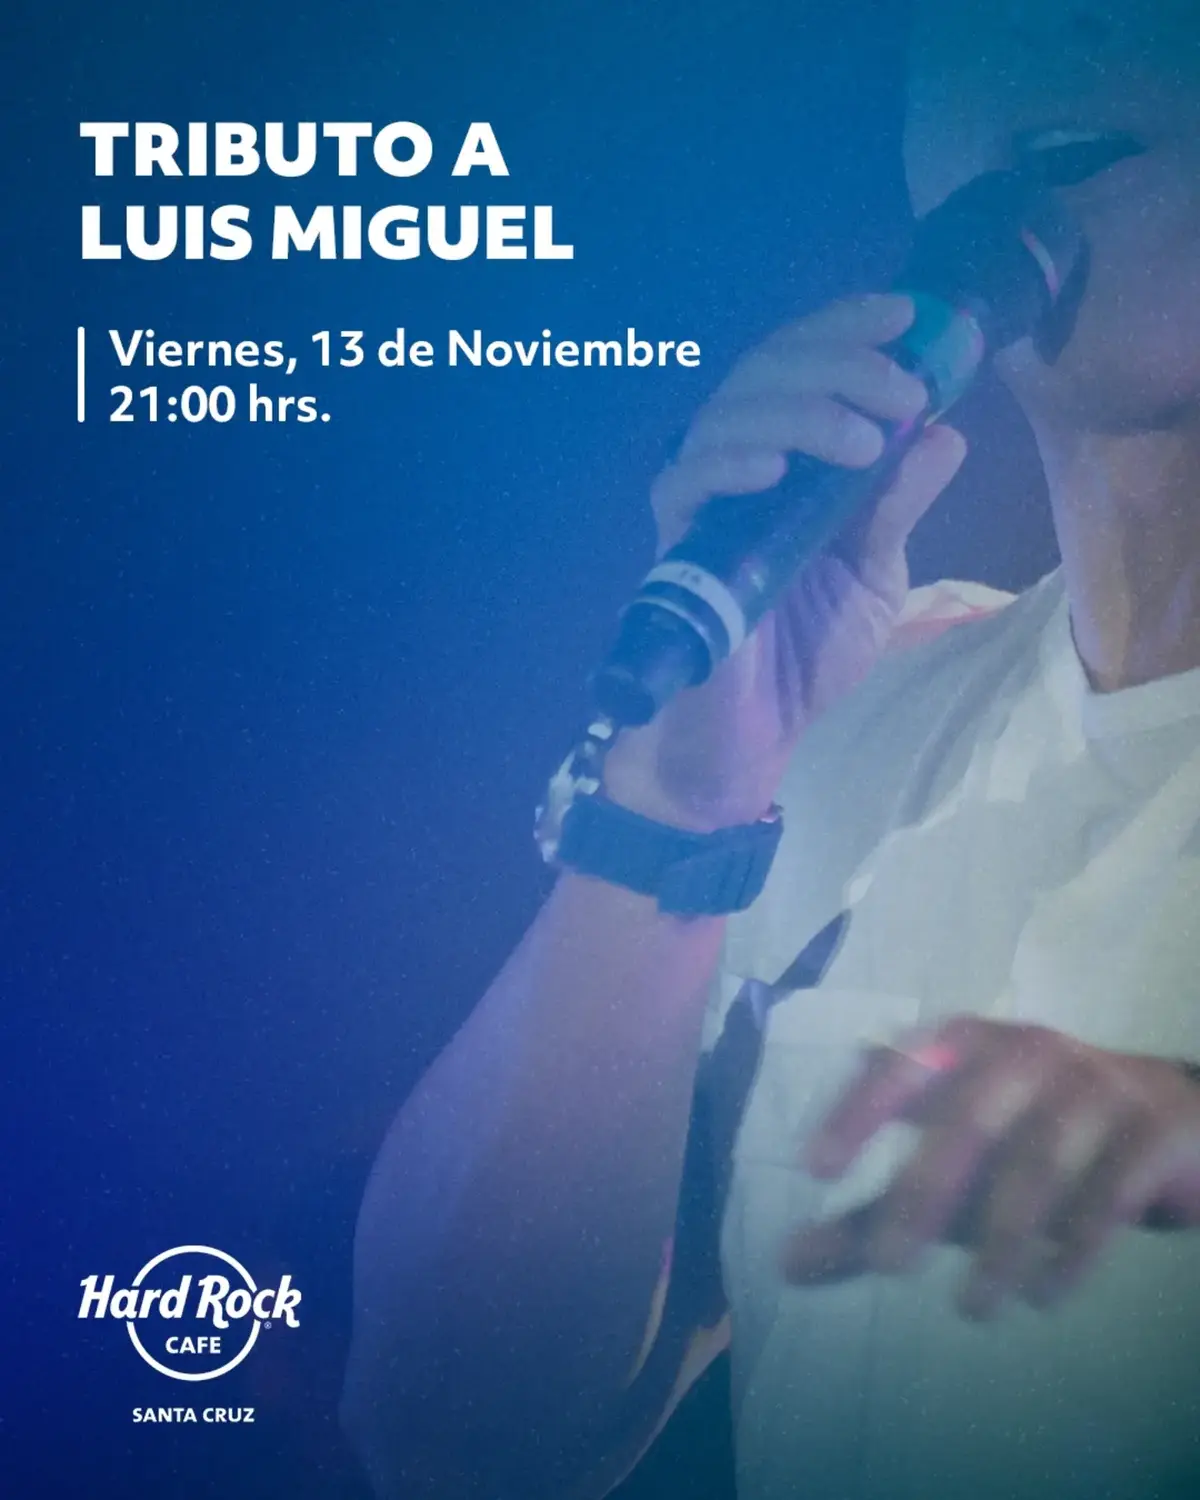 TRIBUTO A
LUIS MIGUEL
Viernes, 13 de Noviembre
21:00 hrs.
Hard Rock
CAFE
SANTA CRUZ